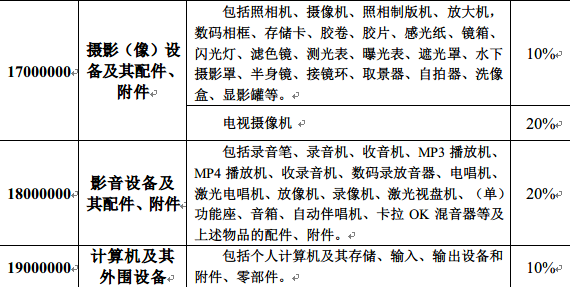 17000000
摄影（像）设
备及其配件、
附件
包括照相机、摄像机、照相制版机、放大机，
数码相框、存储卡、胶卷、胶片、感光纸、镜箱、
闪光灯、滤色镜、测光表、曝光表、遮光罩、水下
摄影罩、半身镜、接镜环、取景器、自拍器、洗像
盒、显影罐等。
10%
电视摄像机
20%
18000000
影音设备及
其配件、附件
包括录音笔、录音机、收音机、MP3 播放机、
MP4 播放机、收录音机、数码录放音器、电唱机、
激光电唱机、放像机、录像机、激光视盘机、（单）
功能座、音箱、自动伴唱机、卡拉 OK 混音器等及
上述物品的配件、附件。
20%
19000000
计算机及其
外围设备
包括个人计算机及其存储、输入、输出设备和
附件、零部件。
10%